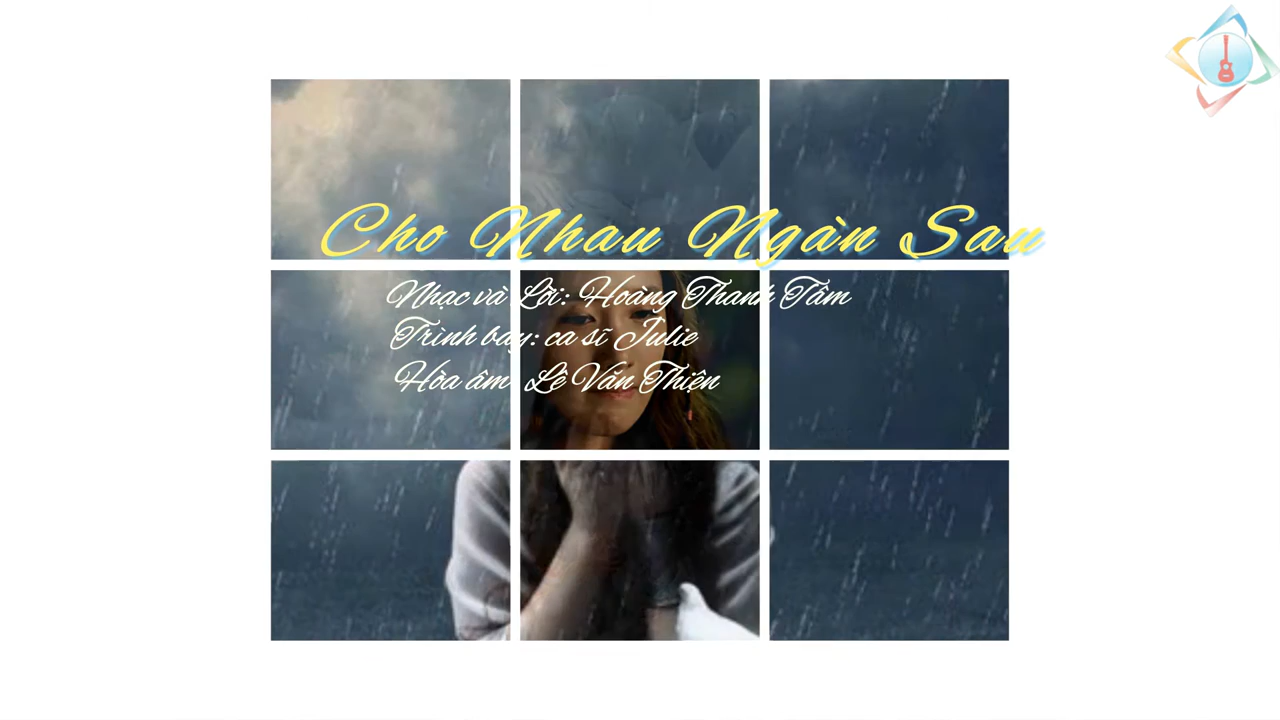 Cho Nhau Ngàn Sau
Nhạc và Lời: Hoàng Thanh Tâm
Trình bày: ca sĩ Julie
Hòa âm: Lê Văn Thiện